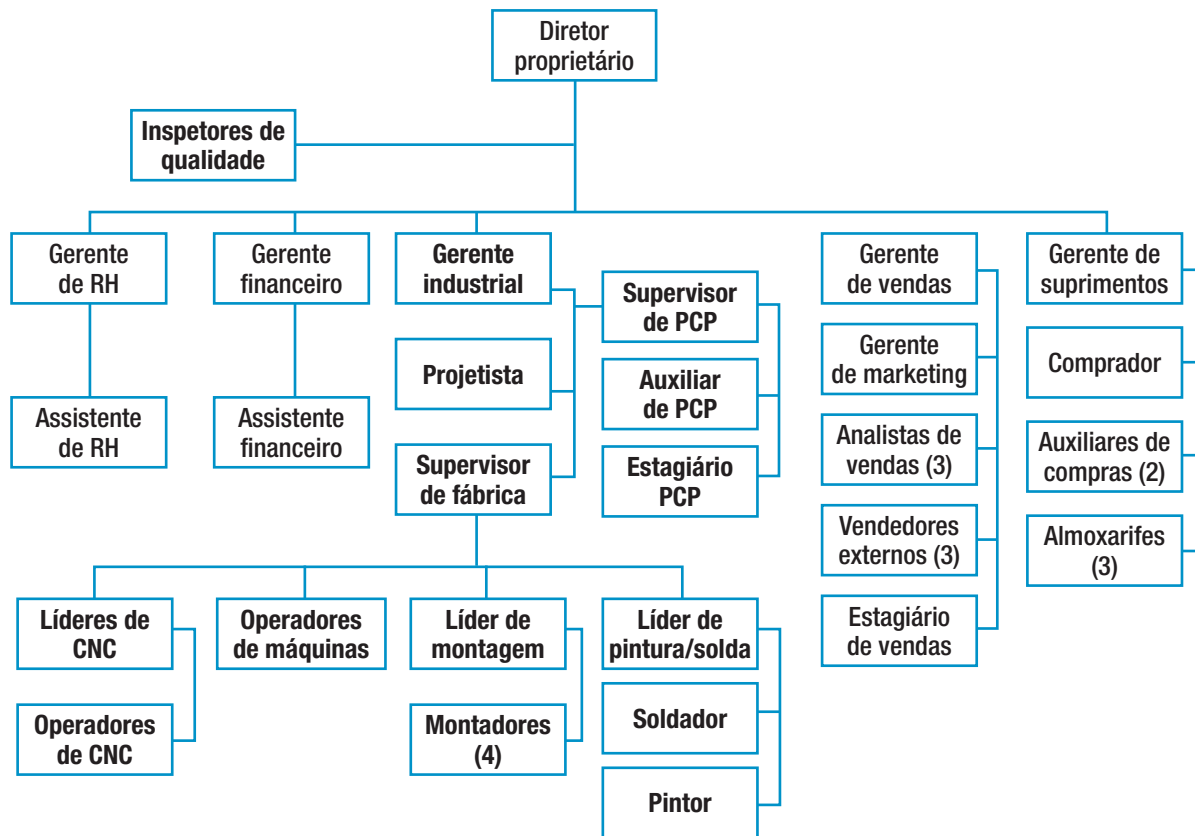 Diretor
proprietário
Inspetores de
qualidade
Gerente
de RH
Gerente
financeiro
Gerente
industrial
Supervisor
de PCP
Gerente
de vendas
Gerente de
suprimentos
Projetista
Auxiliar
de PCP
Gerente
de marketing
Comprador
Assistente
de RH
Assistente
financeiro
Supervisor
de fábrica
Estagiário
PCP
Analistas de
vendas (3)
Auxiliares de
compras (2)
Vendedores
externos (3)
Almoxarifes
(3)
Líderes de
CNC
Operadores
de máquinas
Líder de
montagem
Líder de
pintura/solda
Estagiário
de vendas
Operadores
de CNC
Montadores
(4)
Soldador
Pintor